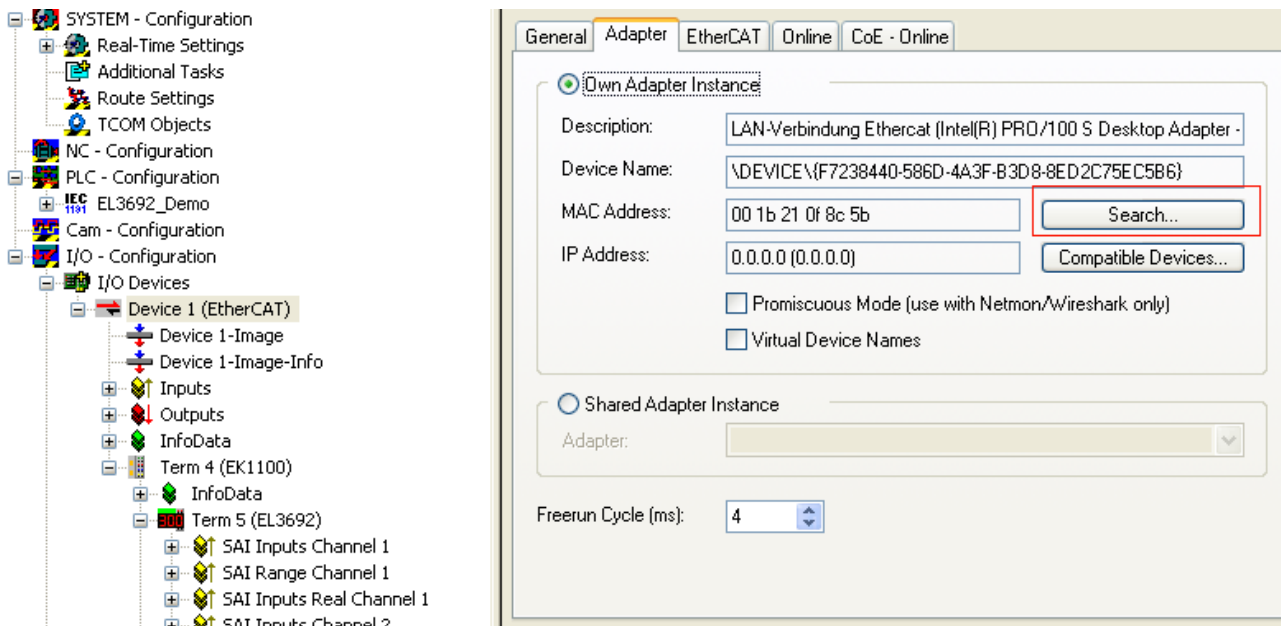 SYSTEM - Configuration
Real-Time Settings
Additional Tasks
Route Settings
TCOM Objects
NC - Configuration
PLC - Configuration
IEC
1131
EL3692_Demo
Cam - Configuration
I/O - Configuration
I/O Devices
Device 1 (EtherCAT)
Device 1-Image
Device 1-Image-Info
Inputs
Outputs
InfoData
Term 4 (EK1100)
InfoData
Term 5 (EL3692)
SAI Inputs Channel 1
SAI Range Channel 1
SAI Inputs Real Channel 1
SAI Inputs Channel 2
General Adapter EtherCAT Online CoE - Online
Own Adapter Instance
Description: LAN-Verbindung Ethercat (Intel(R) PRO/100 S Desktop Adapter -
Device Name: \DEVICE\{F7238440-586D-4A3F-B3D8-8ED2C75EC5B6}
MAC Address: 00 1b 21 0f 8c 5b Search...
IP Address: 0.0.0.0 (0.0.0.0) Compatible Devices...
Promiscuous Mode (use with Netmon/Wireshark only)
Virtual Device Names
Shared Adapter Instance
Adapter:
Freerun Cycle (ms): 4